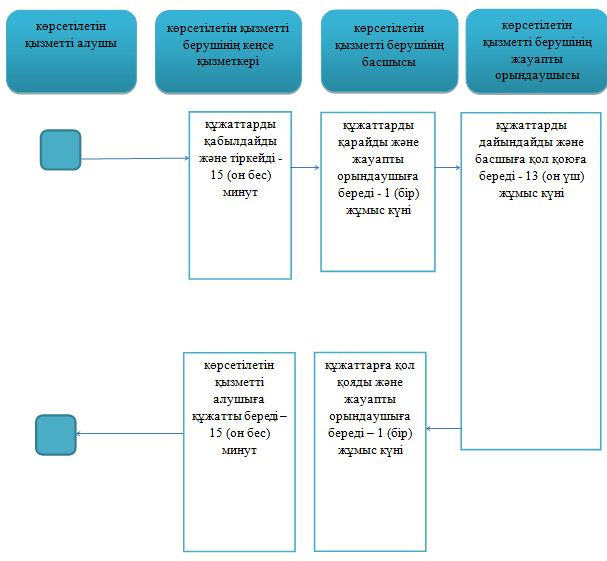 көрсетілетін
қызметті алушы
көрсетілетін қызметті
берушінің кеңсе
қызметкері
көрсетілетін
қызметті берушінің
басшысы
көрсетілетін
қызметті берушінің
жауапты
орындаушысы
құжаттарды
қабылдайды
және тіркейді -
15 (он бес)
минут
құжаттарды
қарайды және
жауапты
орындаушыға
береді - 1 (бір)
жұмыс күні
құжаттарды
дайындайды және
басшыға қол қоюға
береді - 13 (он үш)
жұмыс күні
көрсетілетін
қызметті
алушыға
құжатты береді –
15 (он бес)
минут
құжаттарға қол
қояды және
жауапты
орындаушыға
береді – 1 (бір)
жұмыс күні